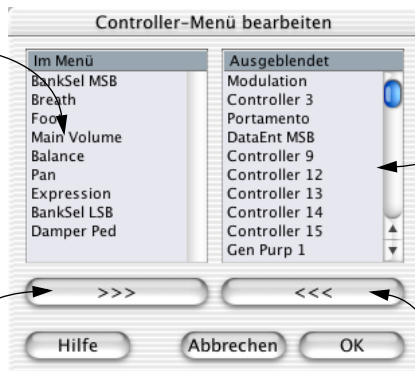 Controller-Menü bearbeiten
Im Menü
BankSel MSB
Breath
Foot
Main Volume
Balance
Pan
Expression
BankSel LSB
Damper Ped
Ausgeblendet
Modulation
Controller 3
Portamento
DataEnt MSB
Controller 9
Controller 12
Controller 13
Controller 14
Controller 15
Gen Purp 1
>>>
<<<
Hilfe
Abbrechen
OK